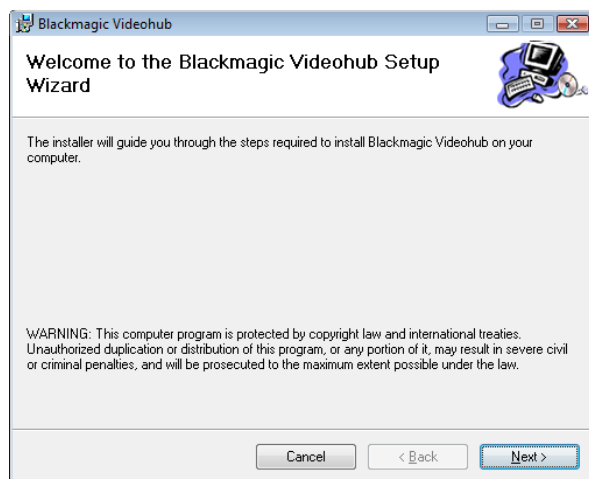 Blackmagic Videohub
Welcome to the Blackmagic Videohub Setup
Wizard
The installer will guide you through the steps required to install Blackmagic Videohub on your
computer.
WARNING: This computer program is protected by copyright law and international treaties.
Unauthorized duplication or distribution of this program, or any portion of it, may result in severe civil
or criminal penalties, and will be prosecuted to the maximum extent possible under the law.
Cancel
< Back
Next >